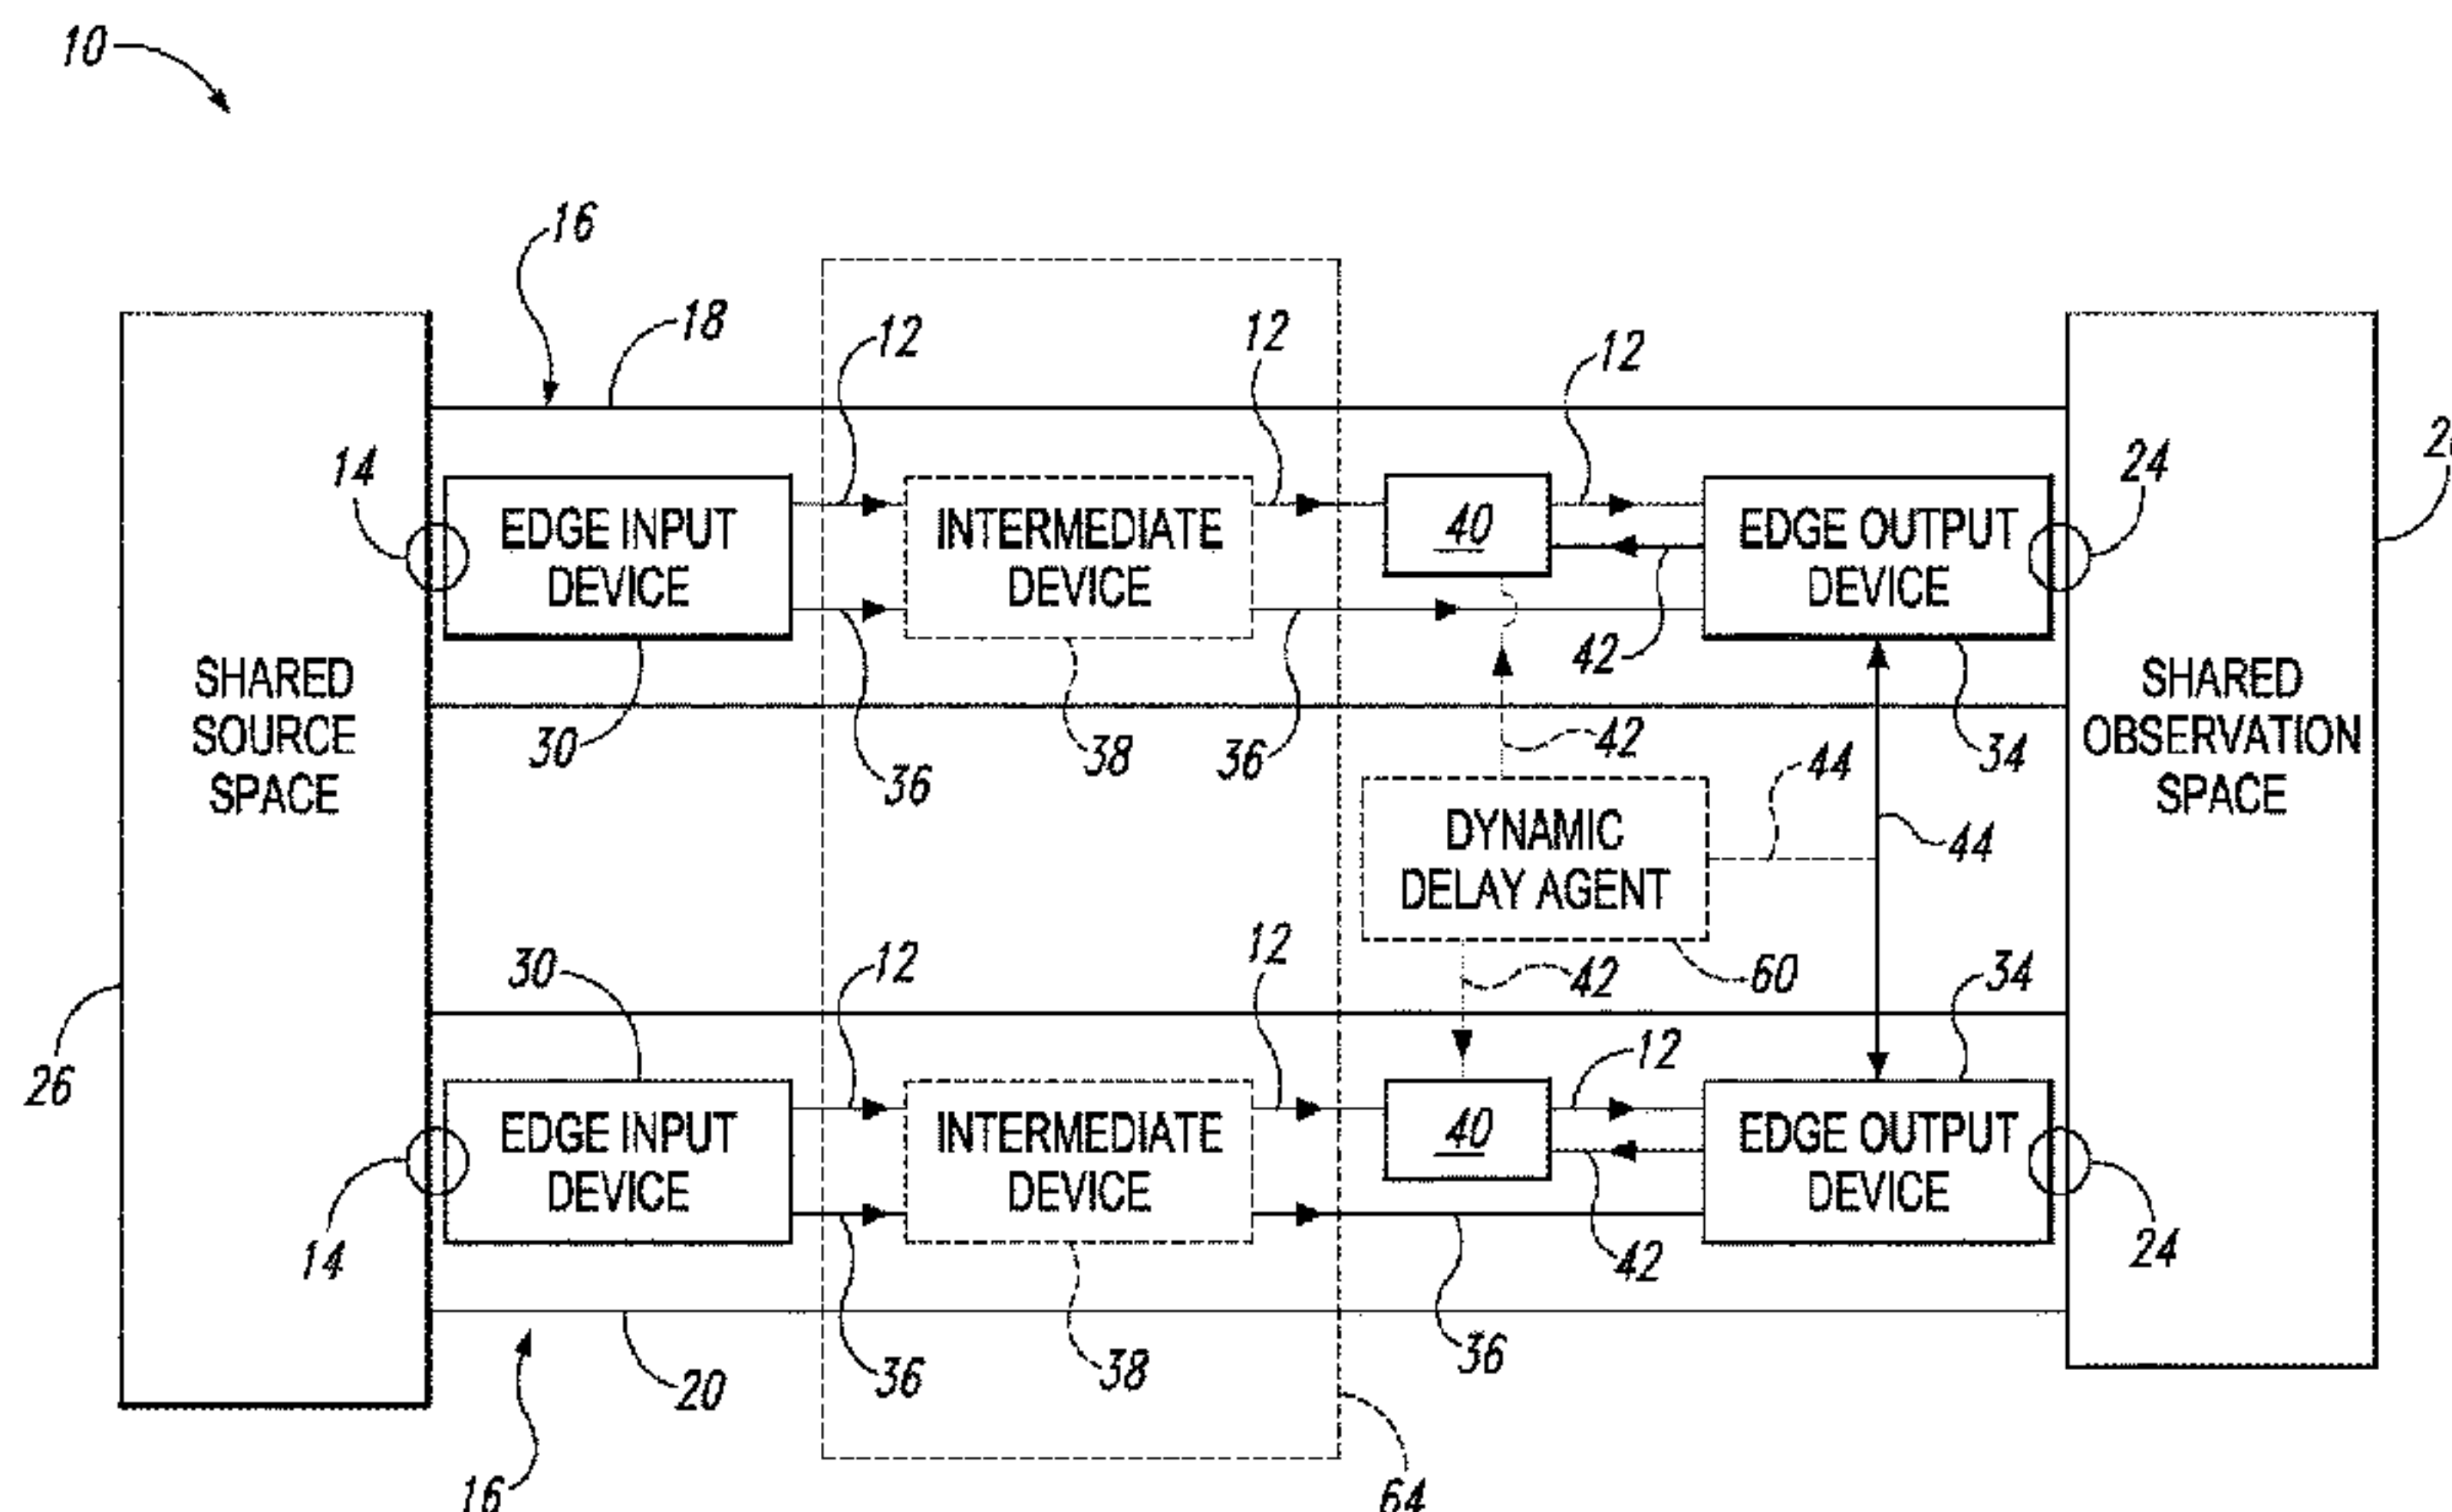 10
16
18
12
12
12
14
24
EDGE INPUT
DEVICE
INTERMEDIATE
DEVICE
40
EDGE OUTPUT
DEVICE
42
30
36
38
36
42
34
SHARED
SOURCE
SPACE
SHARED
OBSERVATION
SPACE
44
44
DYNAMIC
DELAY AGENT
30
12
12
42
60
34
26
12
EDGE INPUT
DEVICE
INTERMEDIATE
DEVICE
40
EDGE OUTPUT
DEVICE
14
42
24
20
36
38
36
16
64